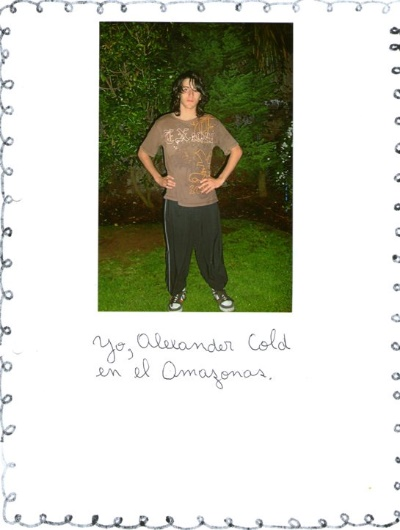 Yo, Alexander Cold
en el Amazonas.